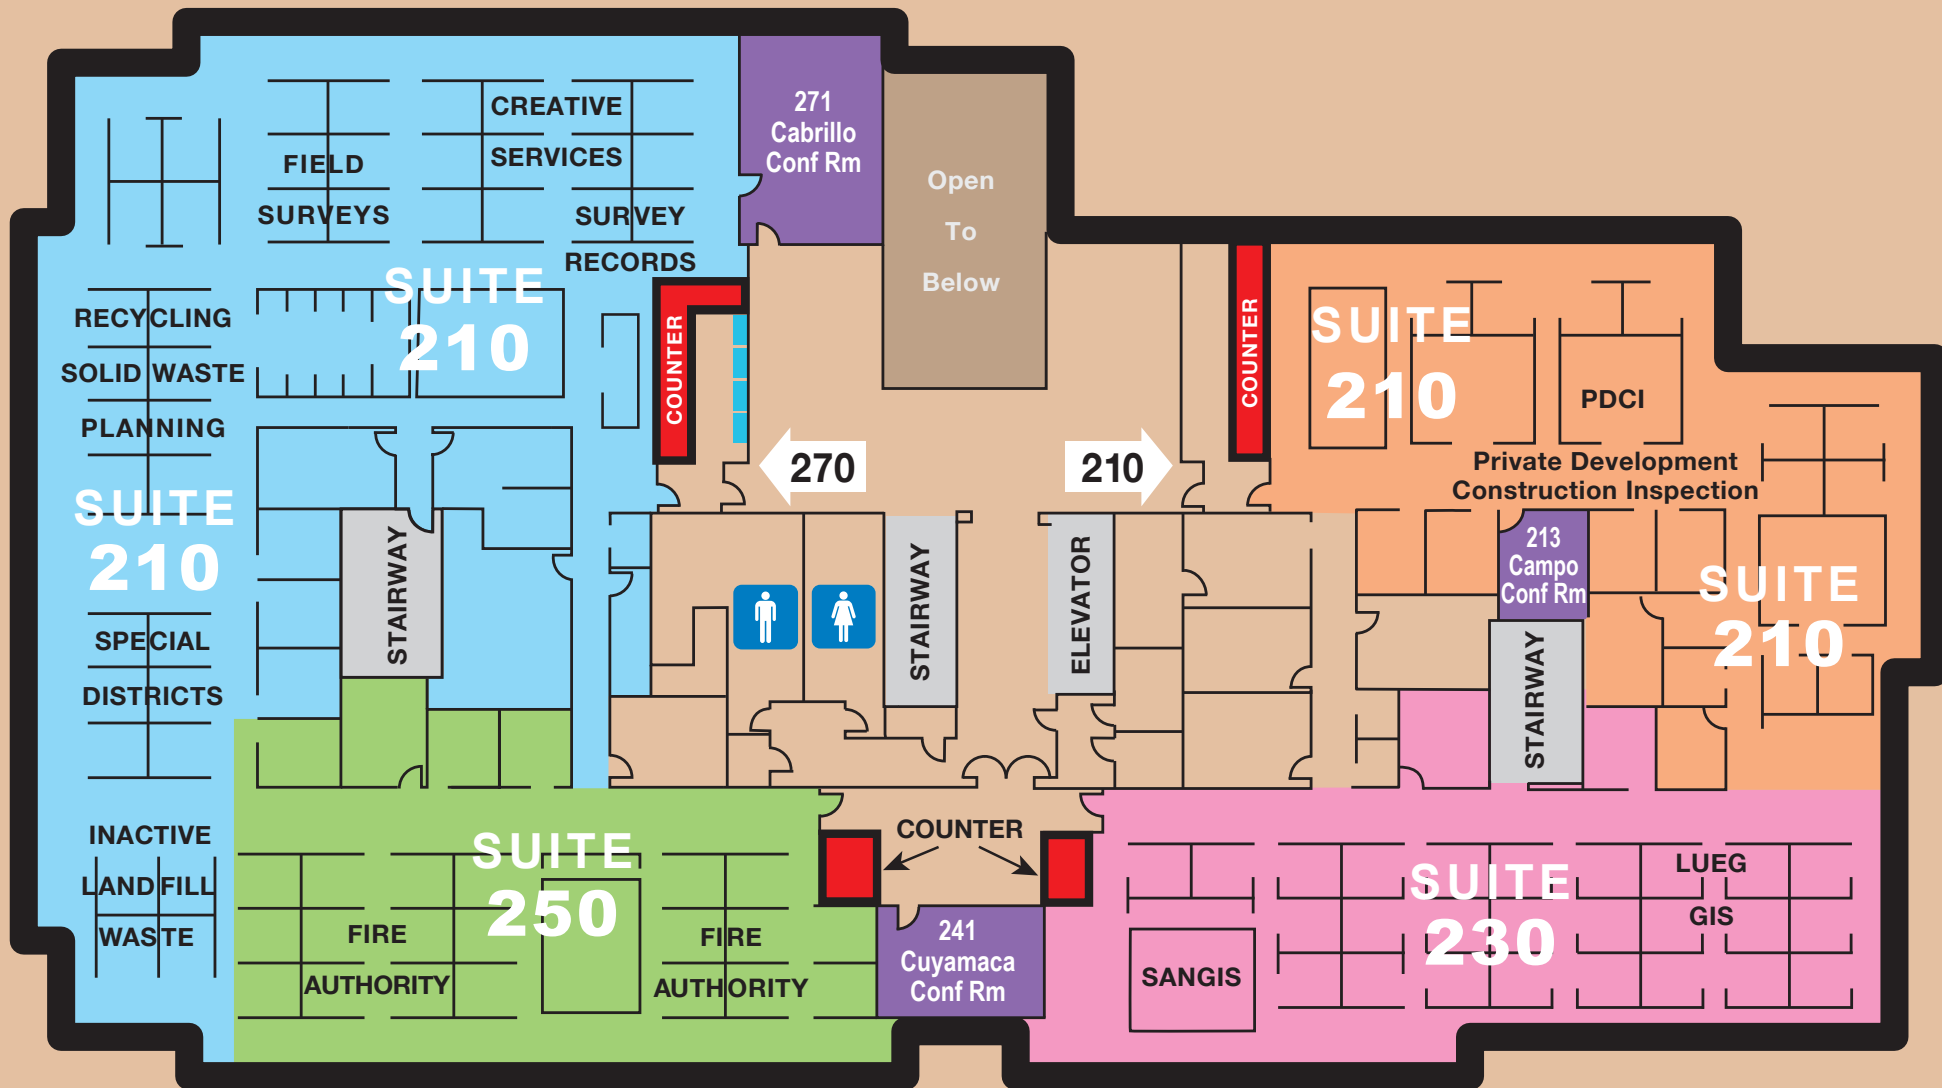 CREATIVE
SERVICES
FIELD
SURVEYS
SURVEY
RECORDS
271
Cabrillo
Conf Rm
Open
To
Below
SUITE
210
RECYCLING
SOLID WASTE
PLANNING
COUNTER
COUNTER
SUITE
210
PDCI
Private Development
Construction Inspection
270
210
SUITE
210
STAIRWAY
STAIRWAY
ELEVATOR
213
Campo
Conf Rm
STAIRWAY
SUITE
210
SPECIAL
DISTRICTS
INACTIVE
LAND FILL
WASTE
SUITE
250
FIRE
AUTHORITY
FIRE
AUTHORITY
COUNTER
241
Cuyamaca
Conf Rm
SANGIS
SUITE
230
LUEG
GIS